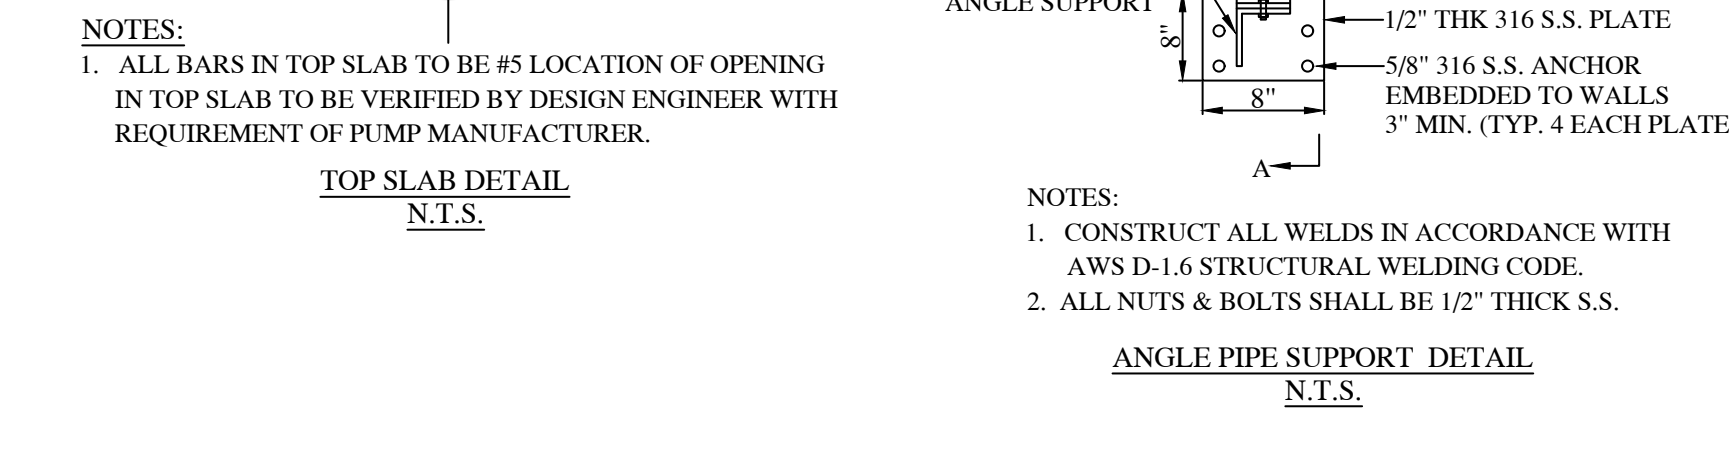 NOTES:
1. ALL BARS IN TOP SLAB TO BE #5 LOCATION OF OPENING
IN TOP SLAB TO BE VERIFIED BY DESIGN ENGINEER WITH
REQUIREMENT OF PUMP MANUFACTURER.
TOP SLAB DETAIL
N.T.S.
ANGLE SUPPORT
8"
8"
1/2" THK 316 S.S. PLATE
5/8" 316 S.S. ANCHOR
EMBEDDED TO WALLS
3" MIN. (TYP. 4 EACH PLATE
A
NOTES:
1. CONSTRUCT ALL WELDS IN ACCORDANCE WITH
AWS D-1.6 STRUCTURAL WELDING CODE.
2. ALL NUTS & BOLTS SHALL BE 1/2" THICK S.S.
ANGLE PIPE SUPPORT DETAIL
N.T.S.